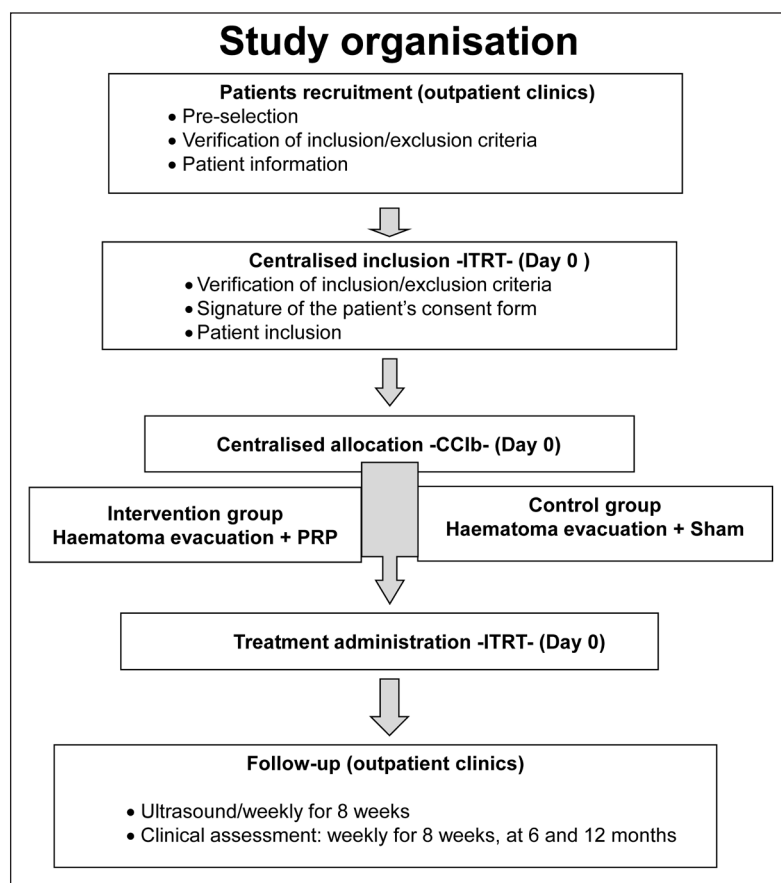 Study organisation
Patients recruitment (outpatient clinics)
• Pre-selection
• Verification of inclusion/exclusion criteria
• Patient information
Centralised inclusion -ITRT- (Day 0 )
• Verification of inclusion/exclusion criteria
• Signature of the patient's consent form
• Patient inclusion
Centralised allocation -CCIb- (Day 0)
Intervention group
Haematoma evacuation + PRP
Control group
Haematoma evacuation + Sham
Treatment administration -ITRT- (Day 0)
Follow-up (outpatient clinics)
• Ultrasound/weekly for 8 weeks
• Clinical assessment: weekly for 8 weeks, at 6 and 12 months